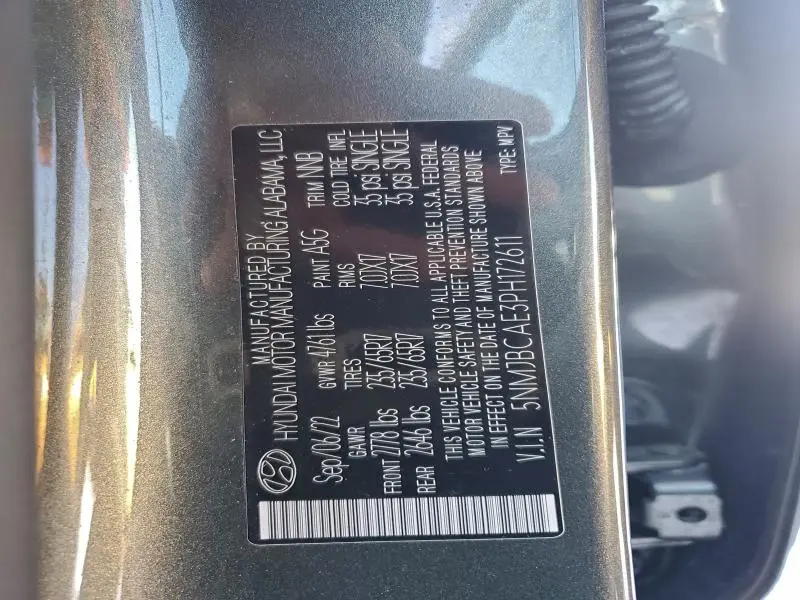 MANUFACTURED BY
HYUNDAI MOTOR MANUFACTURING ALABAMA, LLC
Sep/06/22 GVWR 4761 lbs PAINT A5G TRIM NNB
GAWR TIRES RIMS COLD TIRE INFL
FRONT 2778 lbs 235/65R17 7.0JX17 35 psi SINGLE
REAR 2646 lbs 235/65R17 7.0JX17 35 psi SINGLE
THIS VEHICLE CONFORMS TO ALL APPLICABLE U.S.A. FEDERAL
MOTOR VEHICLE SAFETY AND THEFT PREVENTION STANDARDS
IN EFFECT ON THE DATE OF MANUFACTURE SHOWN ABOVE
V.I.N 5NMJBCAE3PH172611 TYPE: MPV